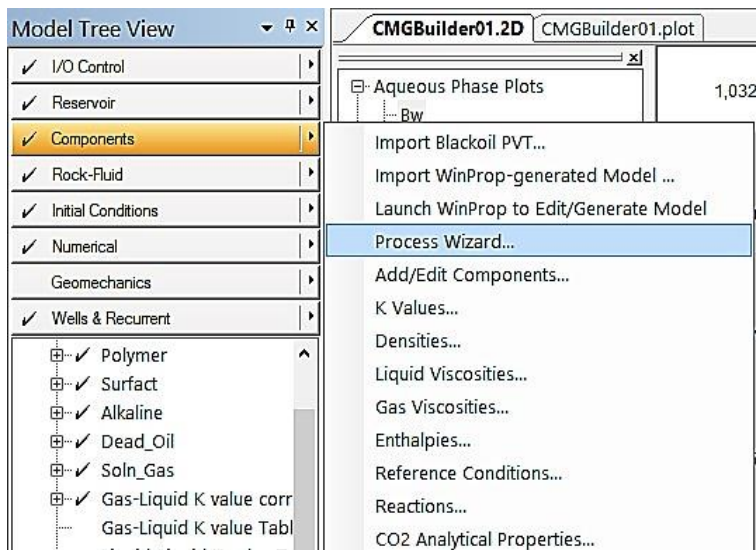 Model Tree View
I/O Control
Reservoir
Components
Rock-Fluid
Initial Conditions
Numerical
Geomechanics
Wells & Recurrent
Polymer
Surfact
Alkaline
Dead_Oil
Soln_Gas
Gas-Liquid K value corr
Gas-Liquid K value Tabl
CMGBuilder01.2D
CMGBuilder01.plot
Aqueous Phase Plots
Bw
1,032
Import Blackoil PVT...
Import WinProp-generated Model ...
Launch WinProp to Edit/Generate Model
Process Wizard...
Add/Edit Components...
K Values...
Densities...
Liquid Viscosities...
Gas Viscosities...
Enthalpies...
Reference Conditions...
Reactions...
CO2 Analytical Properties...